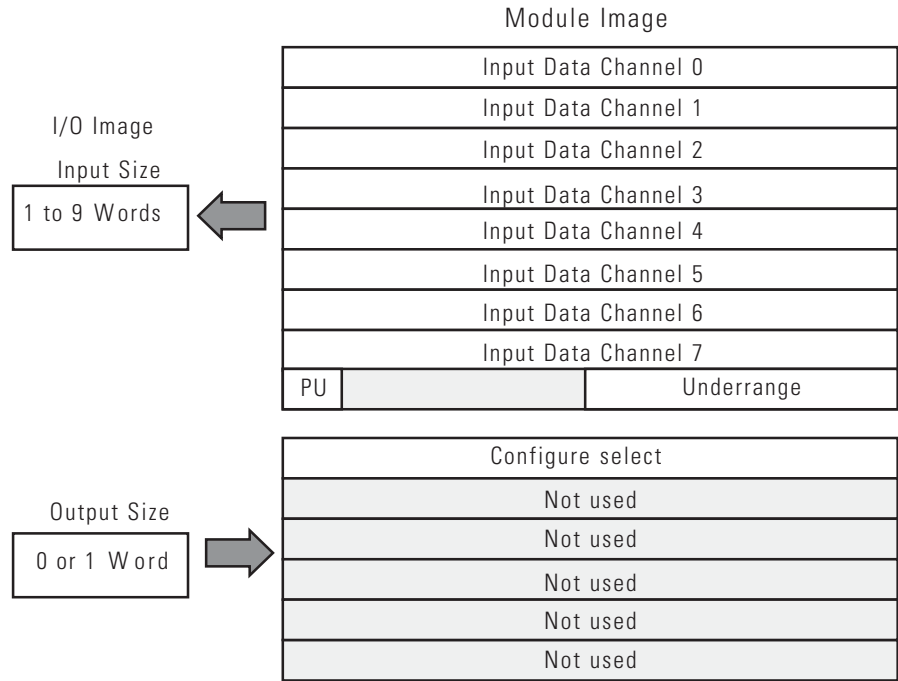 Module Image
Input Data Channel 0
Input Data Channel 1
I/O Image
Input Data Channel 2
Input Size
Input Data Channel 3
1 to 9 Words
Input Data Channel 4
Input Data Channel 5
Input Data Channel 6
Input Data Channel 7
PU Underrange
Configure select
Not used
Output Size
Not used
0 or 1 Word
Not used
Not used
Not used